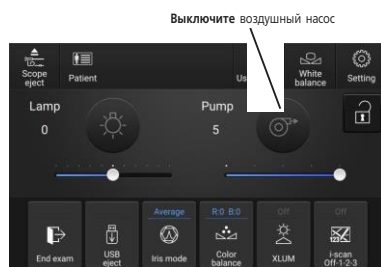 Выключите воздушный насос
Scope eject
Patient
Us
White balance
Setting
Lamp
0
Pump
5
Average
R:0 B:0
Off
Off
End exam
USB eject
Iris mode
Color balance
XLUM
i-scan Off·1·2·3